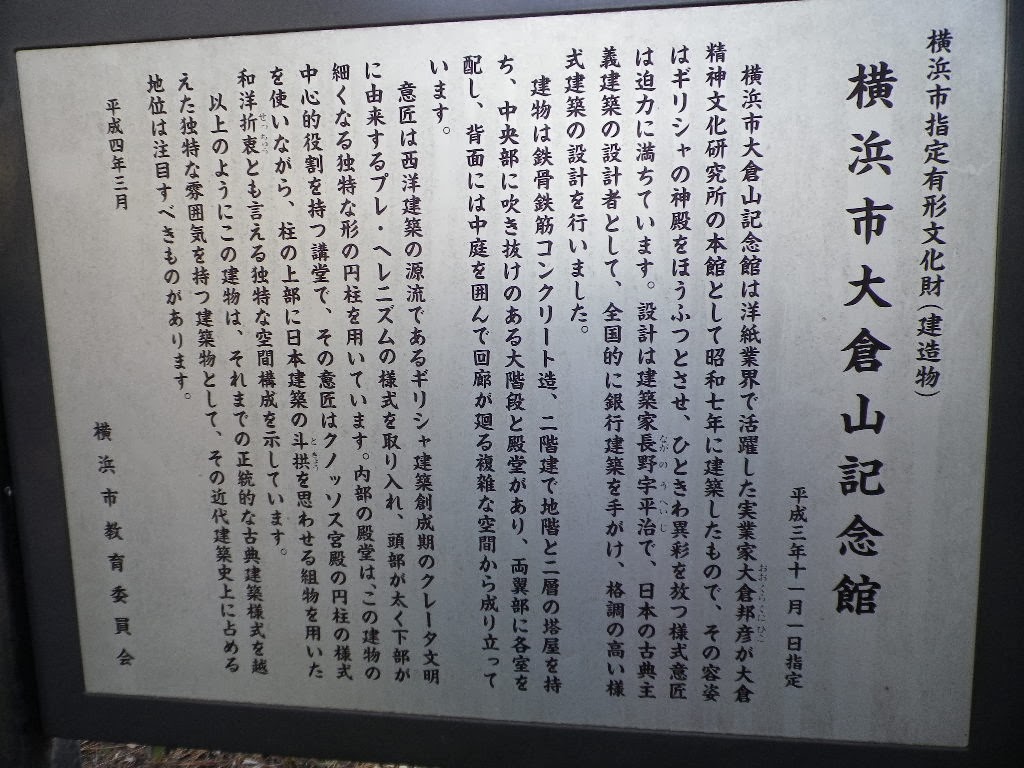 横浜市指定有形文化財(建造物)
横浜市大倉山記念館
平成三年十一月一日指定
横浜市大倉山記念館は洋紙業界で活躍した実業家大倉邦彦が大倉
おおくらくにひこ
精神文化研究所の本館として昭和七年に建築したもので、その容姿
はギリシャの神殿をほうふつとさせ、ひときわ異彩を放つ様式意匠
は迫力に満ちています。設計は建築家長野宇平治で、日本の古典主
ながのうへいじ
義建築の設計者として、全国的に銀行建築を手がけ、格調の高い様
式建築の設計を行いました。
建物は鉄骨鉄筋コンクリート造、二階建で地階と二層の塔屋を持
ち、中央部に吹き抜けのある大階段と殿堂があり、両翼部に各室を
配し、背面には中庭を囲んで回廊が廻る複雑な空間から成り立って
います。
意匠は西洋建築の源流であるギリシャ建築創成期のクレータ文明
に由来するプレ・ヘレニズムの様式を取り入れ、頭部が太く下部が
細くなる独特な形の円柱を用いています。内部の殿堂は、この建物の
中心的役割を持つ講堂で、その意匠はクノッソス宮殿の円柱の様式
を使いながら、柱の上部に日本建築の斗拱を思わせる組物を用いた
ときょう
和洋折衷とも言える独特な空間構成を示しています。
せっちゅう
以上のようにこの建物は、それまでの正統的な古典建築様式を越
えた独特な雰囲気を持つ建築物として、その近代建築史上に占める
地位は注目すべきものがあります。
平成四年三月
横浜市教育委員会